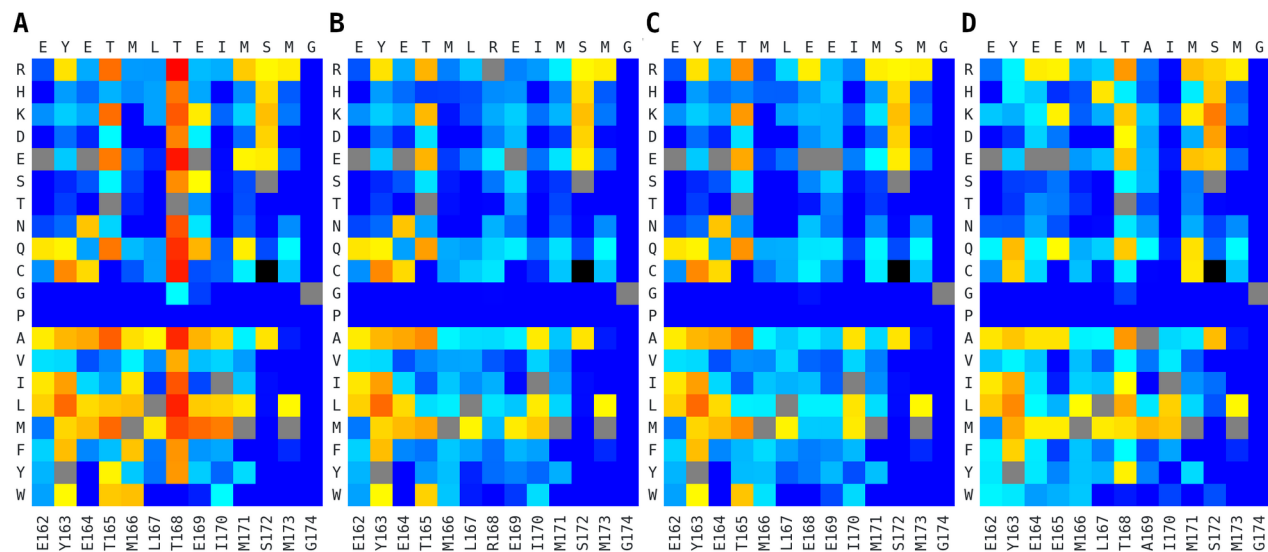 A B C D
E Y E T M L T E I M S M G
E Y E T M L R E I M S M G
E Y E T M L E E I M S M G
E Y E E M L T A I M S M G
R R R R
H H H H
K K K K
D D D D
E E E E
S S S S
T T T T
N N N N
Q Q Q Q
C C C C
G G G G
P P P P
A A A A
V V V V
I I I I
L L L L
M M M M
F F F F
Y Y Y Y
W W W W
E162 Y163 E164 T165 M166 L167 T168 E169 I170 M171 S172 M173 G174
E162 Y163 E164 T165 M166 L167 R168 E169 I170 M171 S172 M173 G174
E162 Y163 E164 T165 M166 L167 E168 E169 I170 M171 S172 M173 G174
E162 Y163 E164 E165 M166 L167 T168 A169 I170 M171 S172 M173 G174